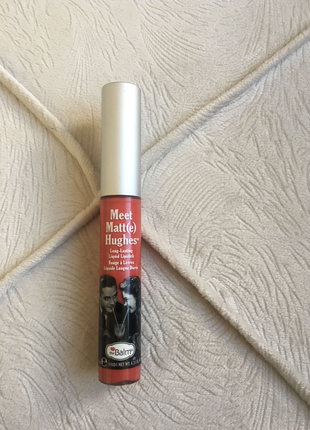 Meet
Matt(e)
Hughes
Long-Lasting
Liquid Lipstick
Rouge à Lèvres
Liquide Longue Durée
theBalm